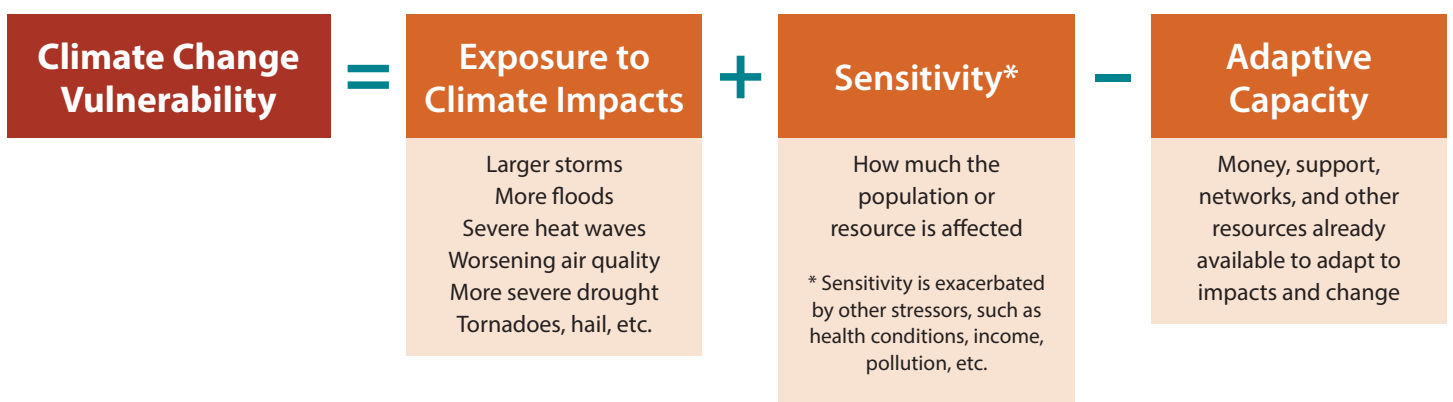 Climate Change
Vulnerability
=
Exposure to
Climate Impacts
Larger storms
More floods
Severe heat waves
Worsening air quality
More severe drought
Tornadoes, hail, etc.
+
Sensitivity*
How much the
population or
resource is affected
* Sensitivity is exacerbated
by other stressors, such as
health conditions, income,
pollution, etc.
–
Adaptive
Capacity
Money, support,
networks, and other
resources already
available to adapt to
impacts and change